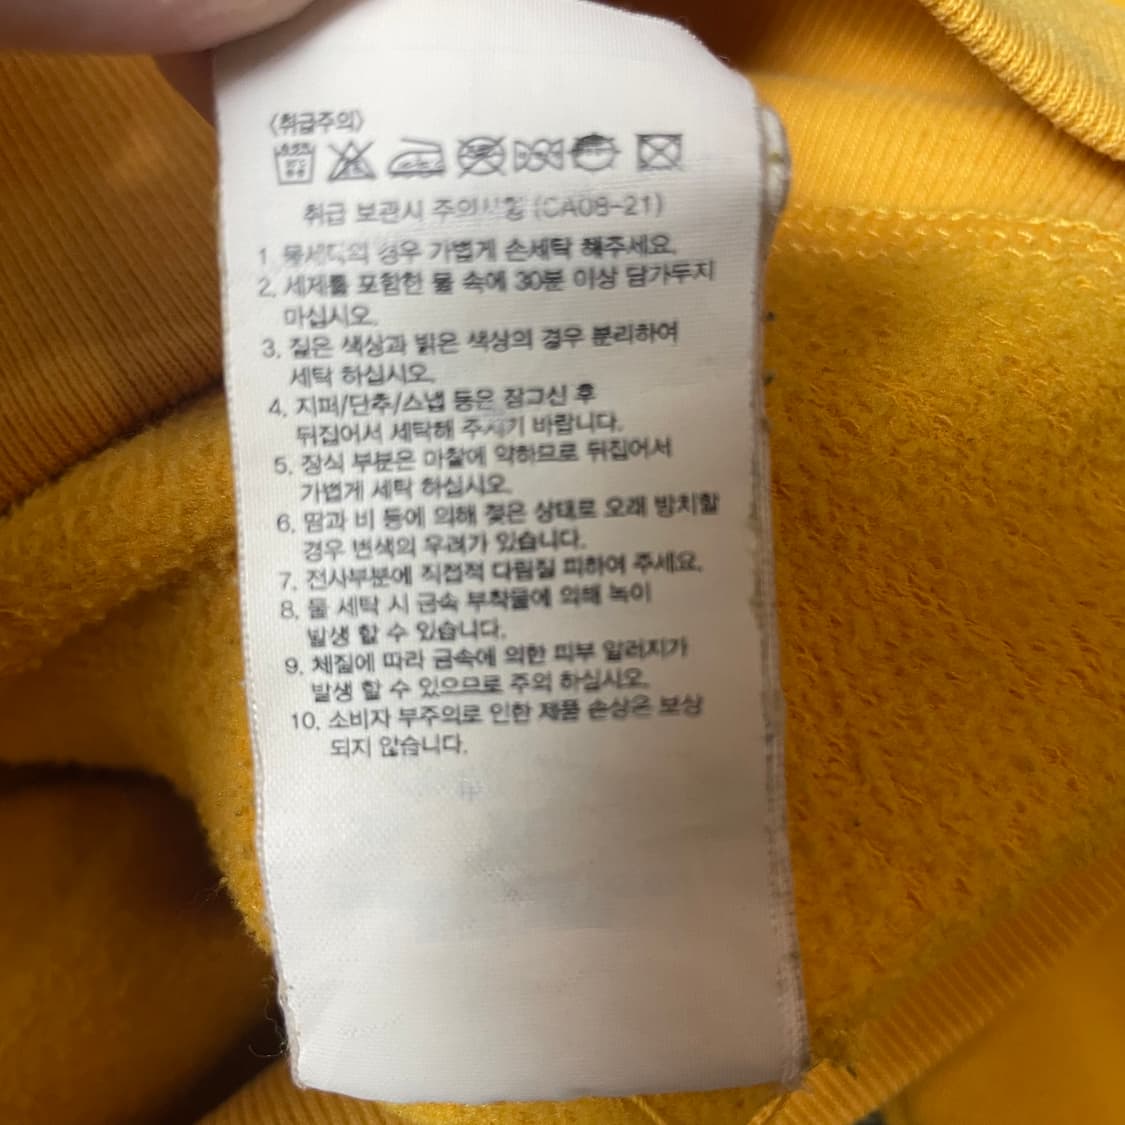 〈취급주의〉
취급 보관시 주의사항 (CA08-21)
1. 물세탁의 경우 가볍게 손세탁 해주세요.
2. 세제를 포함한 물 속에 30분 이상 담가두지
마십시오.
3. 짙은 색상과 밝은 색상의 경우 분리하여
세탁 하십시오.
4. 지퍼/단추/스냅 등은 잠그신 후
뒤집어서 세탁해 주시기 바랍니다.
5. 장식 부분은 마찰에 약하므로 뒤집어서
가볍게 세탁 하십시오.
6. 땀과 비 등에 의해 젖은 상태로 오래 방치할
경우 변색의 우려가 있습니다.
7. 전사부분에 직접적 다림질 피하여 주세요.
8. 물 세탁 시 금속 부착물에 의해 녹이
발생 할 수 있습니다.
9. 체질에 따라 금속에 의한 피부 알러지가
발생 할 수 있으므로 주의 하십시오.
10. 소비자 부주의로 인한 제품 손상은 보상
되지 않습니다.